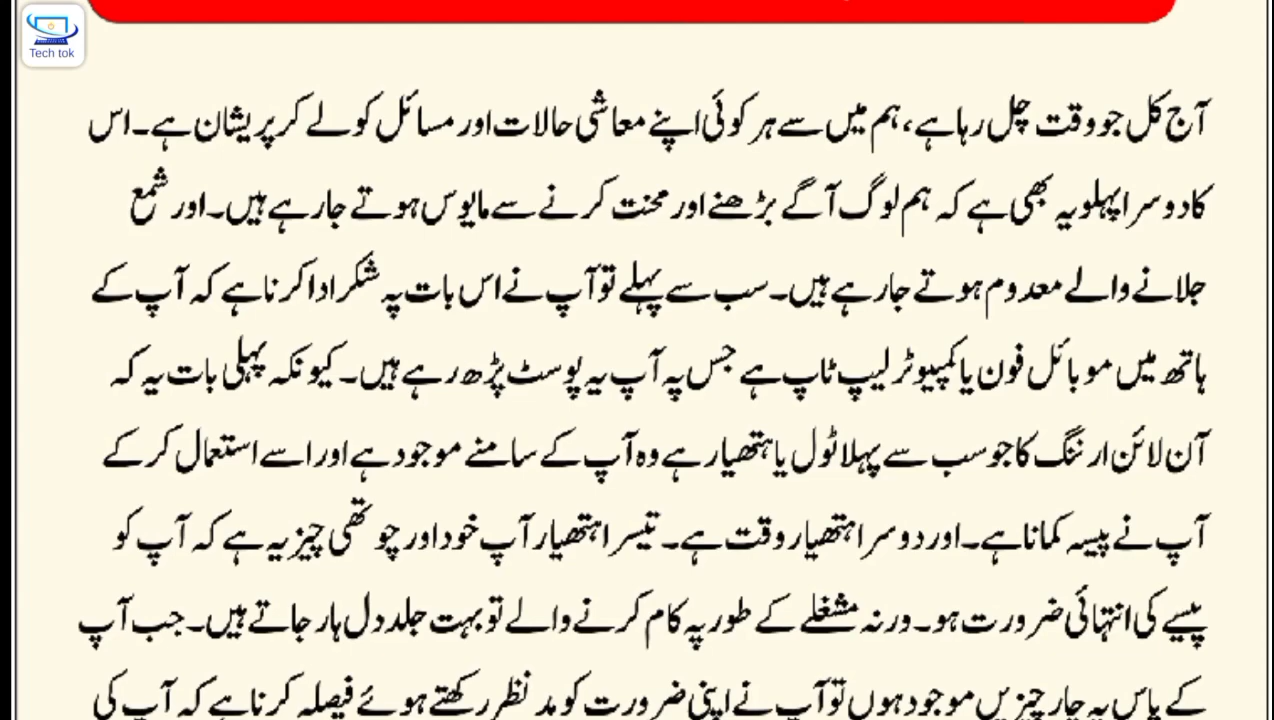 Tech tok
آج کل جو وقت چل رہا ہے، ہم میں سے ہر کوئی اپنے معاشی حالات اور مسائل کو لے کر پریشان ہے۔ اس
کا دوسرا پہلو یہ بھی ہے کہ ہم لوگ آگے بڑھنے اور محنت کرنے سے مایوس ہوتے جا رہے ہیں۔ اور شمع
جلانے والے معدوم ہوتے جا رہے ہیں۔ سب سے پہلے تو آپ نے اس بات پہ شکر ادا کرنا ہے کہ آپ کے
ہاتھ میں موبائل فون یا کمپیوٹر لیپ ٹاپ ہے جس پہ آپ یہ پوسٹ پڑھ رہے ہیں۔ کیونکہ پہلی بات یہ کہ
آن لائن ارننگ کا جو سب سے پہلا ٹول یا ہتھیار ہے وہ آپ کے سامنے موجود ہے اور اسے استعمال کر کے
آپ نے پیسہ کمانا ہے۔ اور دوسرا ہتھیار وقت ہے۔ تیسرا ہتھیار آپ خود اور چوتھی چیز یہ ہے کہ آپ کو
پیسے کی انتہائی ضرورت ہو۔ ورنہ مشغلے کے طور پہ کام کرنے والے تو بہت جلد دل ہار جاتے ہیں۔ جب آپ
کے پاس یہ چار چیزیں موجود ہوں تو آپ نے اپنی ضرورت کو مد نظر رکھتے ہوئے فیصلہ کرنا ہے کہ آپ کی